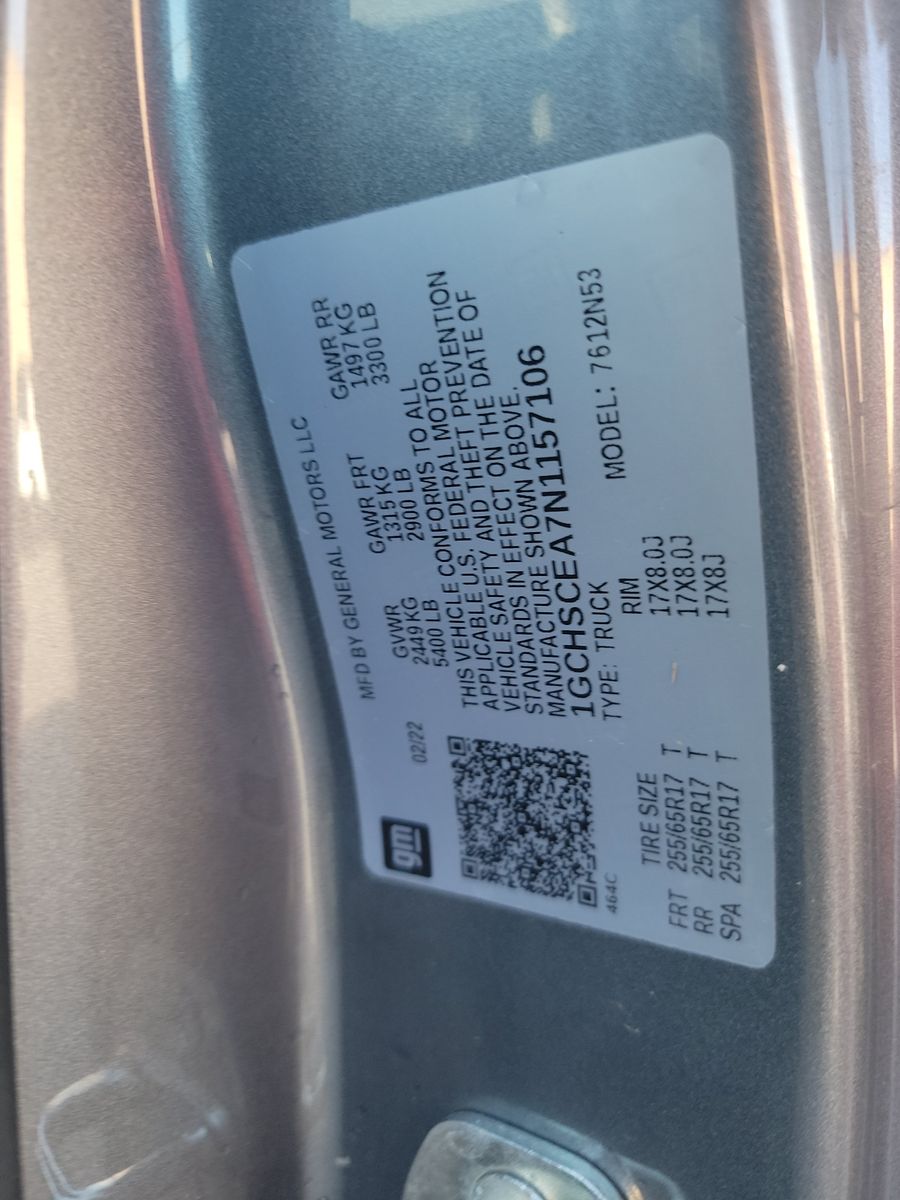 gm
MFD BY GENERAL MOTORS LLC
02/22
GVWR GAWR FRT GAWR RR
2449 KG 1315 KG 1497 KG
5400 LB 2900 LB 3300 LB
THIS VEHICLE CONFORMS TO ALL
APPLICABLE U.S. FEDERAL MOTOR
VEHICLE SAFETY AND THEFT PREVENTION
STANDARDS IN EFFECT ON THE DATE OF
MANUFACTURE SHOWN ABOVE.
1GCHSCEA7N1157106
TYPE: TRUCK MODEL: 7612N53
464C
TIRE SIZE RIM
FRT 255/65R17 T 17X8.0J
RR 255/65R17 T 17X8.0J
SPA 255/65R17 T 17X8J